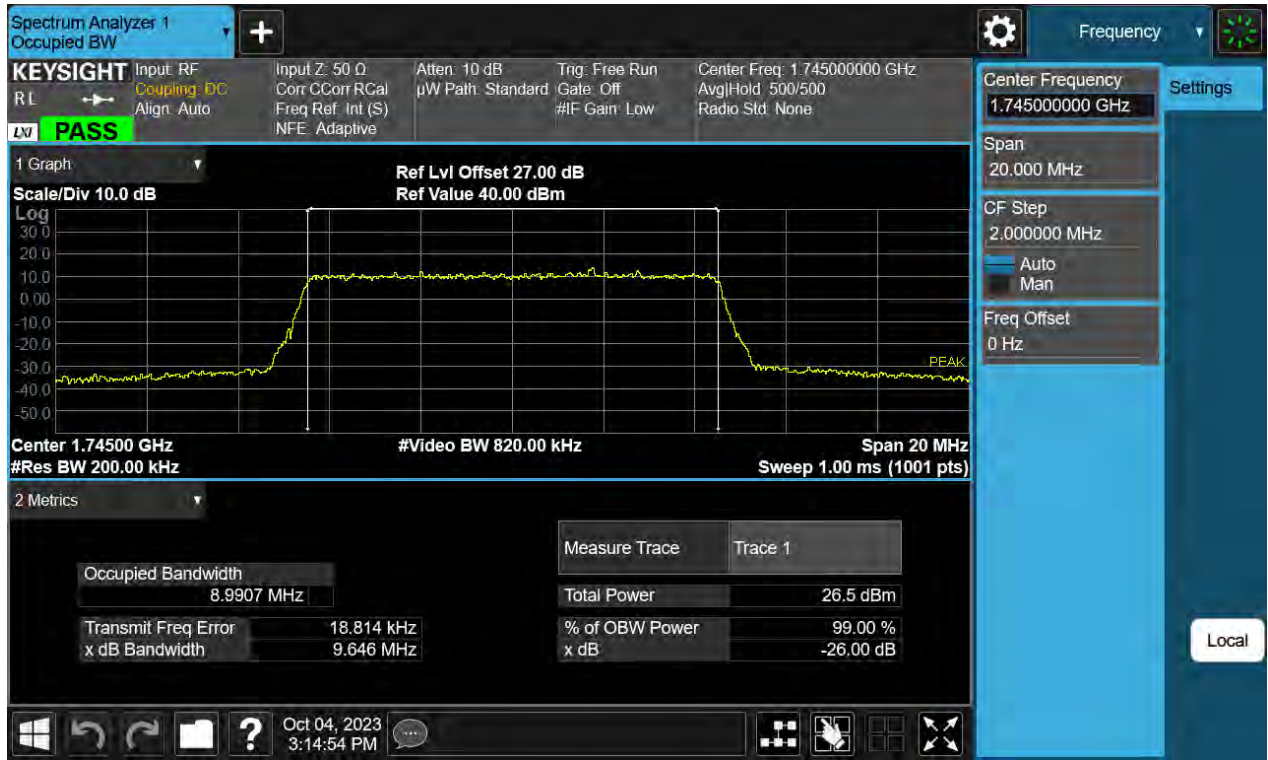 Spectrum Analyzer 1
Occupied BW
+
Frequency
KEYSIGHT
RL
LXI
PASS
Input: RF
Coupling: DC
Align: Auto
Input Z: 50 Ω
Corr CCorr RCal
Freq Ref: Int (S)
NFE: Adaptive
Atten: 10 dB
µW Path: Standard
Trig: Free Run
Gate: Off
#IF Gain: Low
Center Freq: 1.745000000 GHz
Avg|Hold: 500/500
Radio Std: None
Center Frequency
1.745000000 GHz
Settings
Span
20.000 MHz
CF Step
2.000000 MHz
Auto
Man
Freq Offset
0 Hz
Local
1 Graph
Scale/Div 10.0 dB
Ref Lvl Offset 27.00 dB
Ref Value 40.00 dBm
Log
30.0
20.0
10.0
0.00
-10.0
-20.0
-30.0
-40.0
-50.0
PEAK
Center 1.74500 GHz
#Video BW 820.00 kHz
Span 20 MHz
#Res BW 200.00 kHz
Sweep 1.00 ms (1001 pts)
2 Metrics
Occupied Bandwidth
8.9907 MHz
Transmit Freq Error 18.814 kHz
x dB Bandwidth 9.646 MHz
Measure Trace Trace 1
Total Power 26.5 dBm
% of OBW Power 99.00 %
x dB -26.00 dB
?
Oct 04, 2023
3:14:54 PM